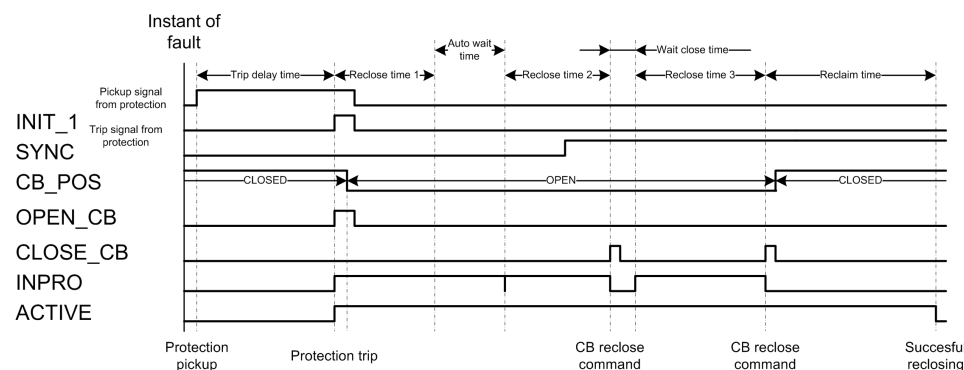 Instant of
fault
Auto wait
time
Wait close time
Trip delay time
Reclose time 1
Reclose time 2
Reclose time 3
Reclaim time
Pickup signal
from protection
INIT_1
Trip signal from
protection
SYNC
CB_POS
CLOSED
OPEN
CLOSED
OPEN_CB
CLOSE_CB
INPRO
ACTIVE
Protection
pickup
Protection trip
CB reclose
command
CB reclose
command
Succesfu
reclosing